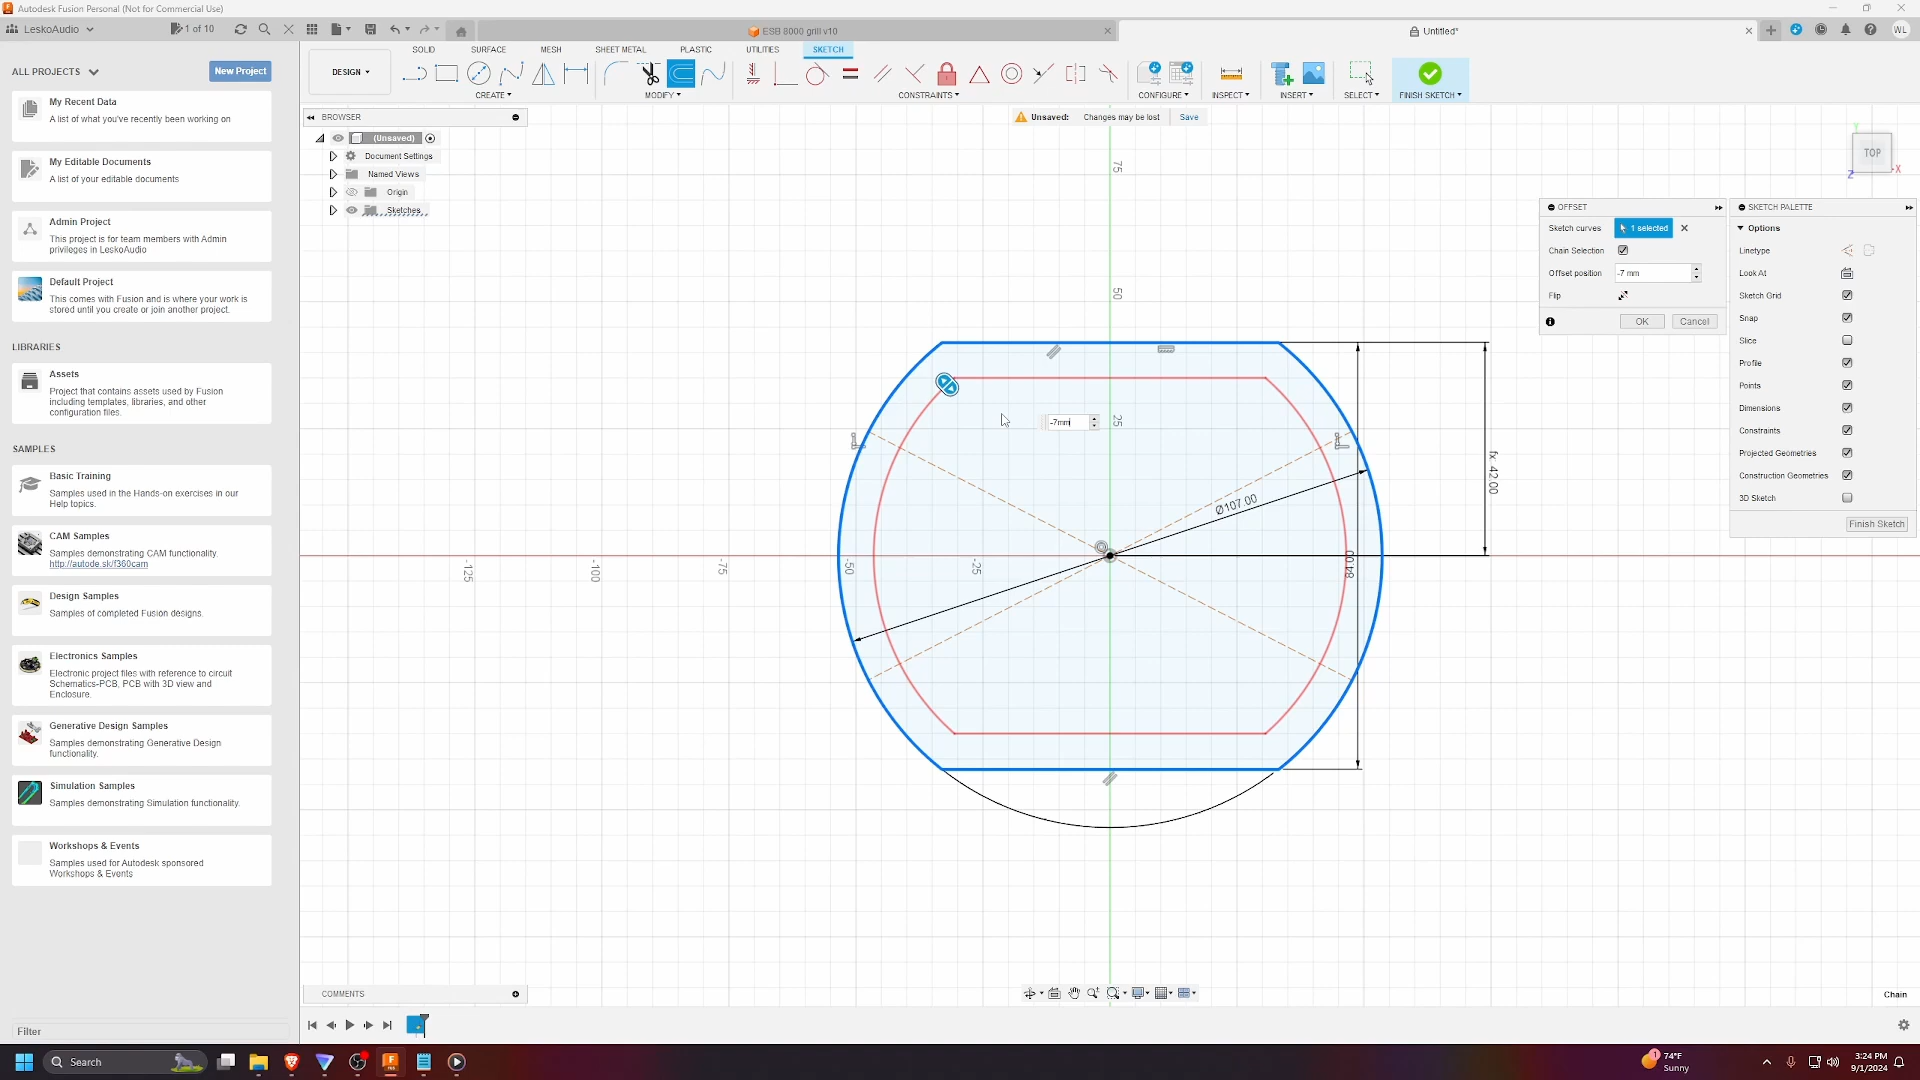 Autodesk Fusion Personal (Not for Commercial Use)
LeskoAudio
1 of 10
ESB 8000 grill v10
Untitled*
WL
SOLID
SURFACE
MESH
SHEET METAL
PLASTIC
UTILITIES
SKETCH
ALL PROJECTS
New Project
DESIGN
CREATE
MODIFY
CONSTRAINTS
CONFIGURE
INSPECT
INSERT
SELECT
FINISH SKETCH
My Recent Data
A list of what you've recently been working on
My Editable Documents
A list of your editable documents
Admin Project
This project is for team members with Admin
privileges in LeskoAudio
Default Project
This comes with Fusion and is where your work is
stored until you create or join another project.
LIBRARIES
Assets
Project that contains assets used by Fusion
including templates, libraries, and other
configuration files.
SAMPLES
Basic Training
Samples used in the Hands-on exercises in our
Help topics.
CAM Samples
Samples demonstrating CAM functionality.
http://autode.sk/f360cam
Design Samples
Samples of completed Fusion designs.
Electronics Samples
Electronic project files with reference to circuit
Schematics-PCB, PCB with 3D view and
Enclosure.
Generative Design Samples
Samples demonstrating Generative Design
functionality.
Simulation Samples
Samples demonstrating Simulation functionality.
Workshops & Events
Samples used for Autodesk sponsored
Workshops & Events
Filter
BROWSER
(Unsaved)
Document Settings
Named Views
Origin
Sketches
Unsaved:
Changes may be lost
Save
TOP
Y
X
Z
75
50
25
-125
-100
-75
-50
-25
-7mm
Ø107.00
fx: 42.00
84.00
OFFSET
Sketch curves
1 selected
Chain Selection
Offset position
-7 mm
Flip
OK
Cancel
SKETCH PALETTE
Options
Linetype
Look At
Sketch Grid
Snap
Slice
Profile
Points
Dimensions
Constraints
Projected Geometries
Construction Geometries
3D Sketch
Finish Sketch
COMMENTS
Chain
Search
1
74°F
Sunny
3:24 PM
9/1/2024